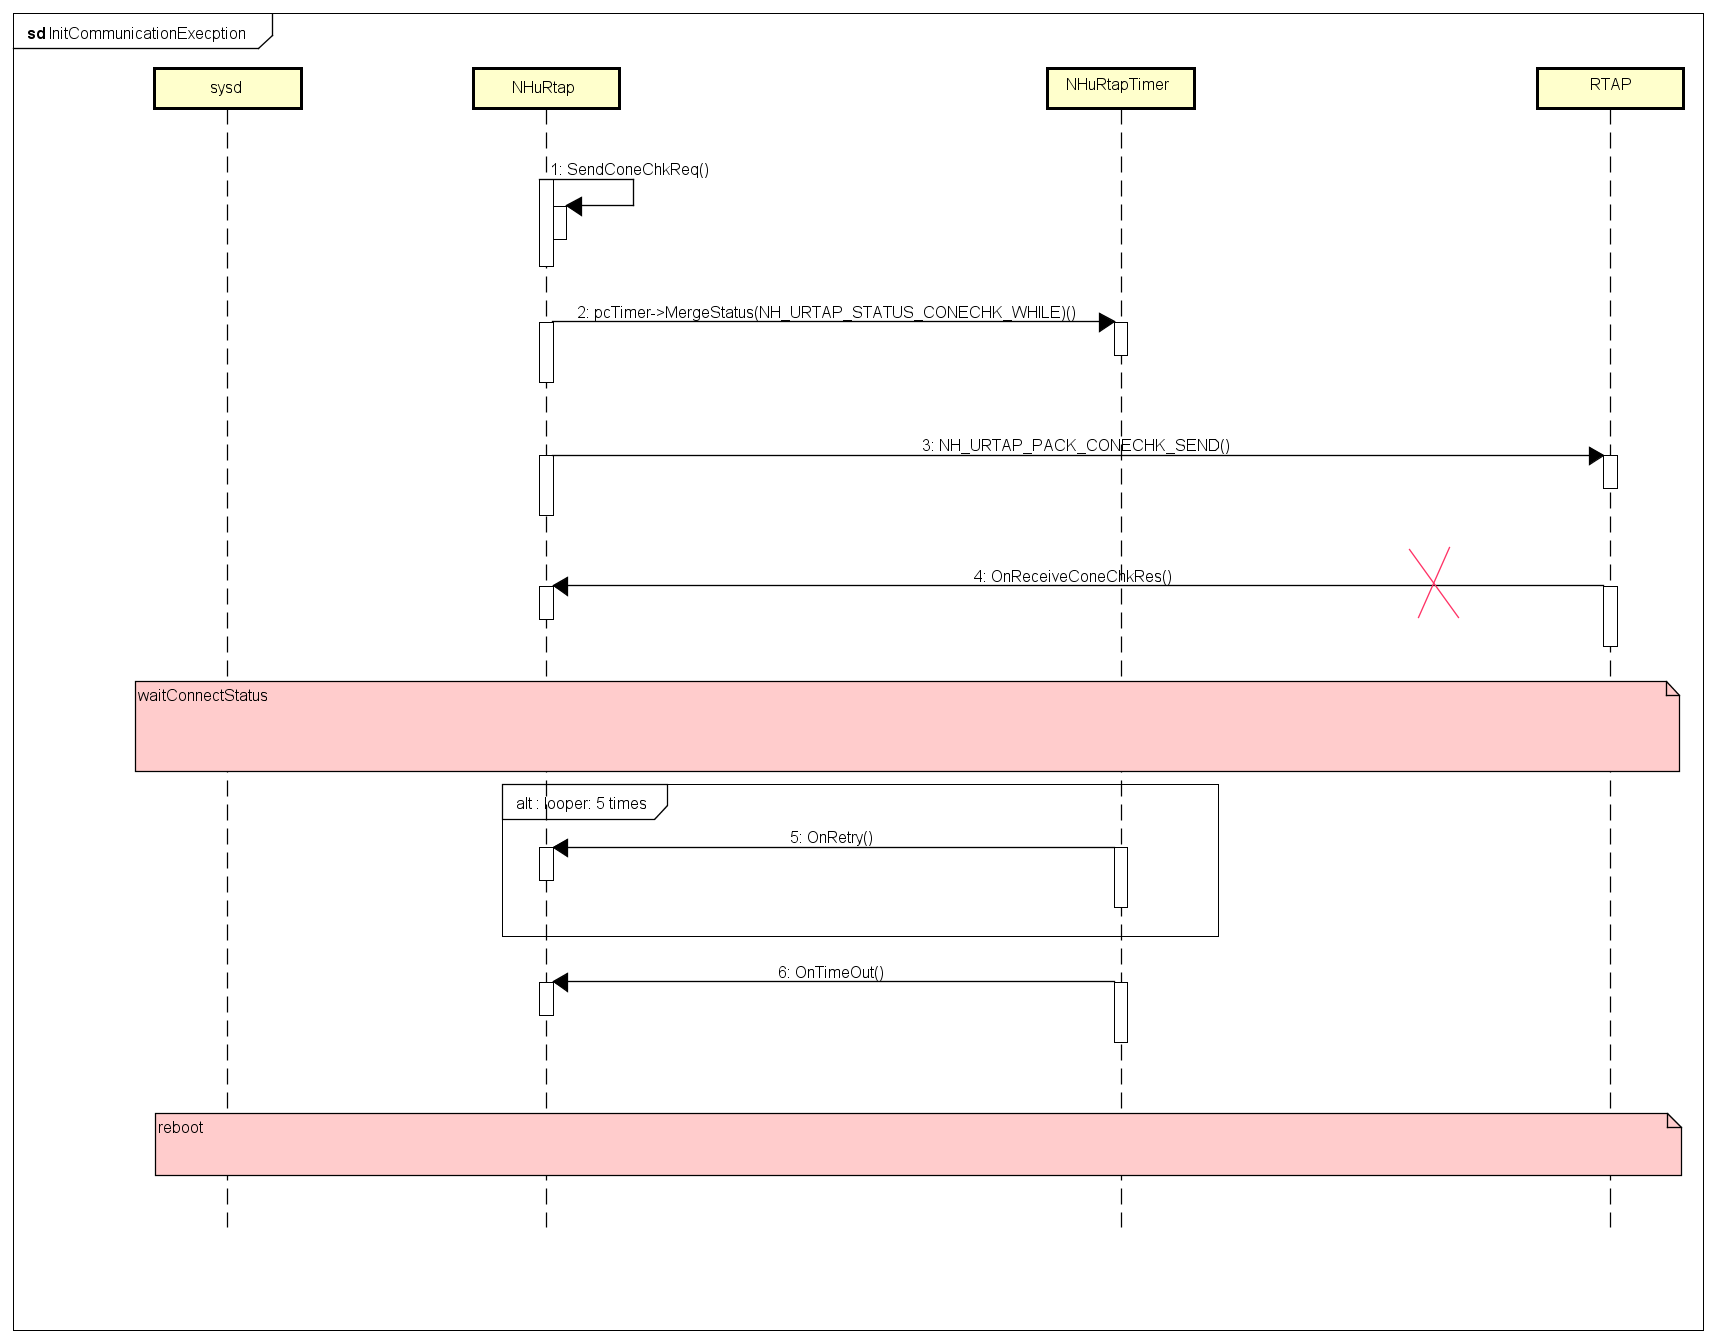 sd InitCommunicationExecption
sysd
NHuRtap
NHuRtapTimer
RTAP
1: SendConeChkReq()
2: pcTimer->MergeStatus(NH_URTAP_STATUS_CONECHK_WHILE)()
3: NH_URTAP_PACK_CONECHK_SEND()
4: OnReceiveConeChkRes()
waitConnectStatus
alt : looper: 5 times
5: OnRetry()
6: OnTimeOut()
reboot